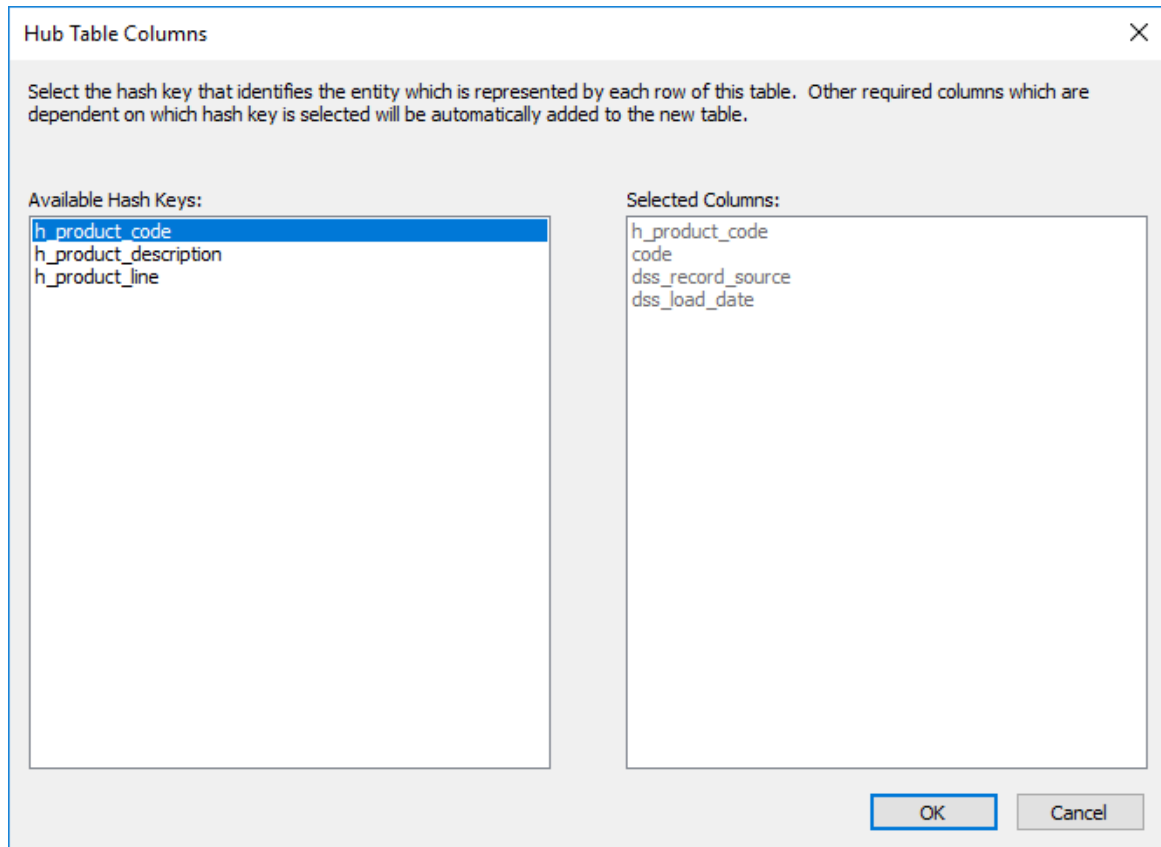 Hub Table Columns
Select the hash key that identifies the entity which is represented by each row of this table.  Other required columns which are
dependent on which hash key is selected will be automatically added to the new table.
Available Hash Keys:
h_product_code
h_product_description
h_product_line
Selected Columns:
h_product_code
code
dss_record_source
dss_load_date
OK
Cancel